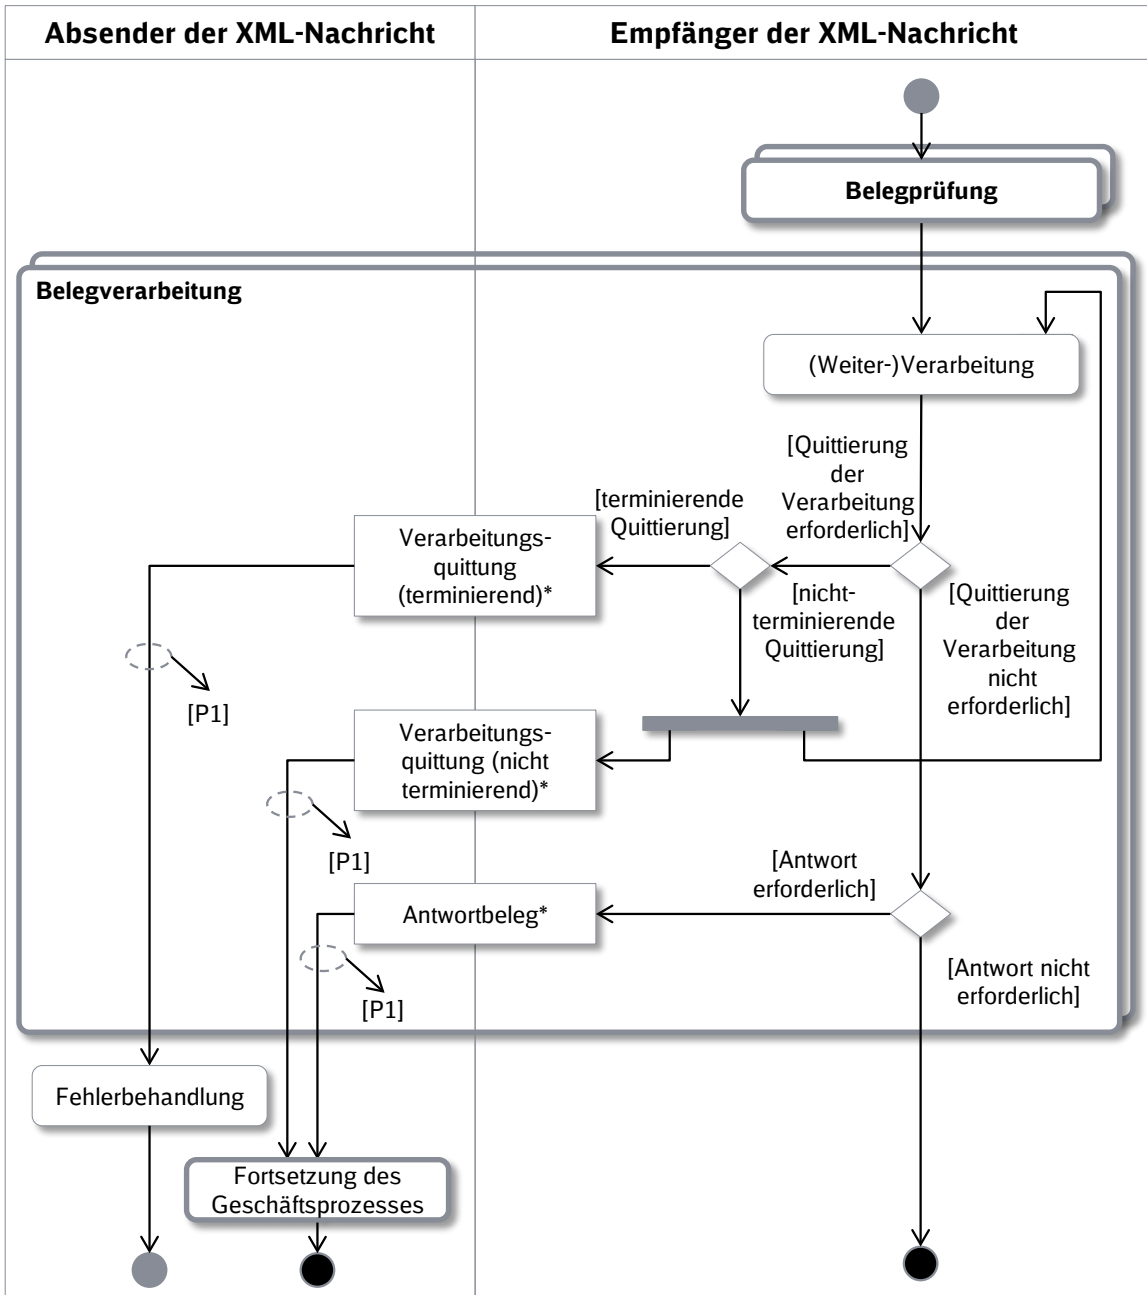 Absender der XML-Nachricht
Empfänger der XML-Nachricht
Belegprüfung
Belegverarbeitung
(Weiter-)Verarbeitung
[Quittierung
der
Verarbeitung
erforderlich]
[terminierende
Quittierung]
Verarbeitungs-
quittung
(terminierend)*
[nicht-
terminierende
Quittierung]
[Quittierung
der
Verarbeitung
nicht
erforderlich]
[P1]
Verarbeitungs-
quittung (nicht
terminierend)*
[P1]
[Antwort
erforderlich]
Antwortbeleg*
[Antwort nicht
erforderlich]
[P1]
Fehlerbehandlung
Fortsetzung des
Geschäftsprozesses